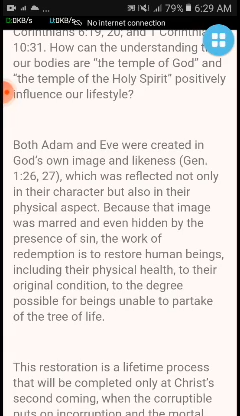 D:0KB/s U:0KB/s No internet connection 79% 6:29 AM
Corinthians 6:19, 20; and 1 Corinthia
10:31. How can the understanding t
our bodies are “the temple of God” and
“the temple of the Holy Spirit” positively
influence our lifestyle?
Both Adam and Eve were created in
God’s own image and likeness (Gen.
1:26, 27), which was reflected not only
in their character but also in their
physical aspect. Because that image
was marred and even hidden by the
presence of sin, the work of
redemption is to restore human beings,
including their physical health, to their
original condition, to the degree
possible for beings unable to partake
of the tree of life.
This restoration is a lifetime process
that will be completed only at Christ’s
second coming, when the corruptible
puts on incorruption and the mortal